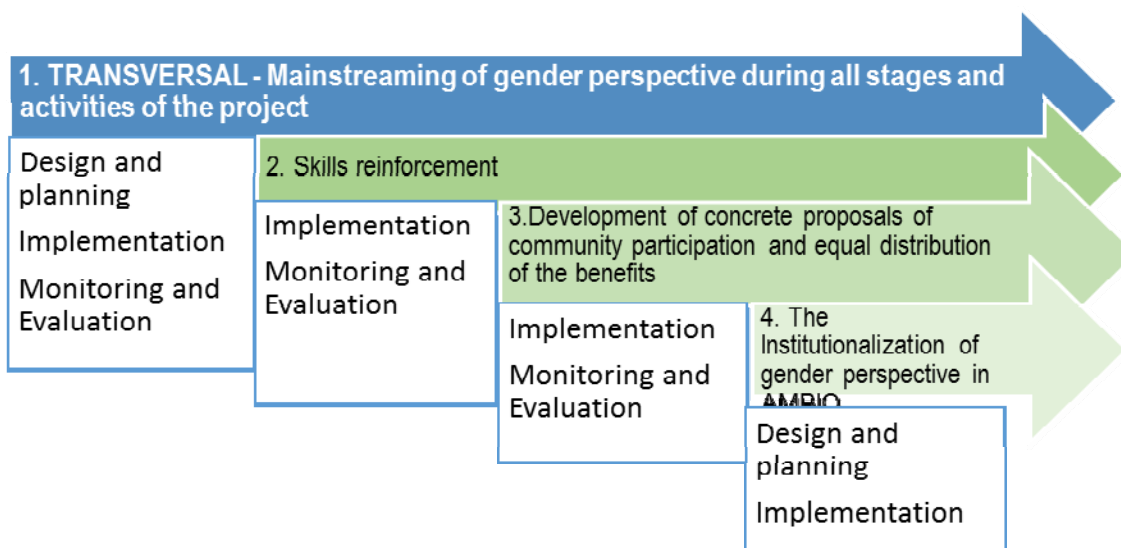 1. TRANSVERSAL - Mainstreaming of gender perspective during all stages and
activities of the project
Design and
planning
Implementation
Monitoring and
Evaluation
2. Skills reinforcement
Implementation
Monitoring and
Evaluation
3.Development of concrete proposals of
community participation and equal distribution
of the benefits
Implementation
Monitoring and
Evaluation
4. The
Institutionalization of
gender perspective in
AMBIO
Design and
planning
Implementation